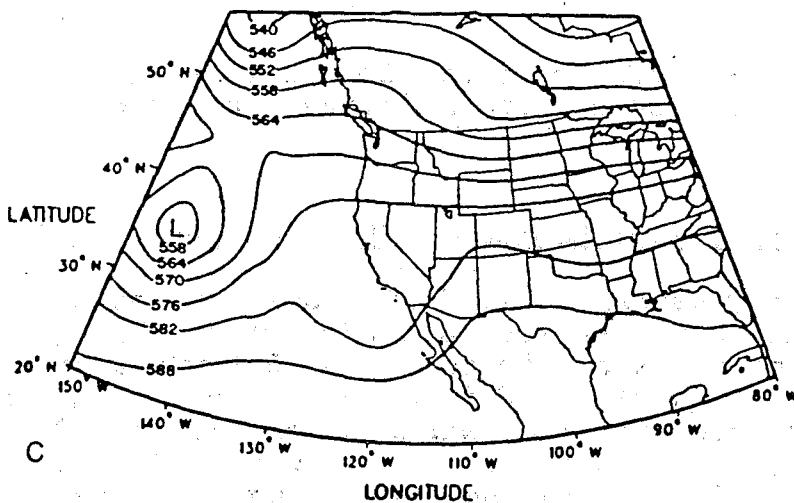 540
546
552
50° N
558
564
40° N
LATITUDE
L
558
30° N
564
570
576
582
20° N
588
150° W
80° W
140° W
90° W
130° W
100° W
120° W
110° W
C
LONGITUDE